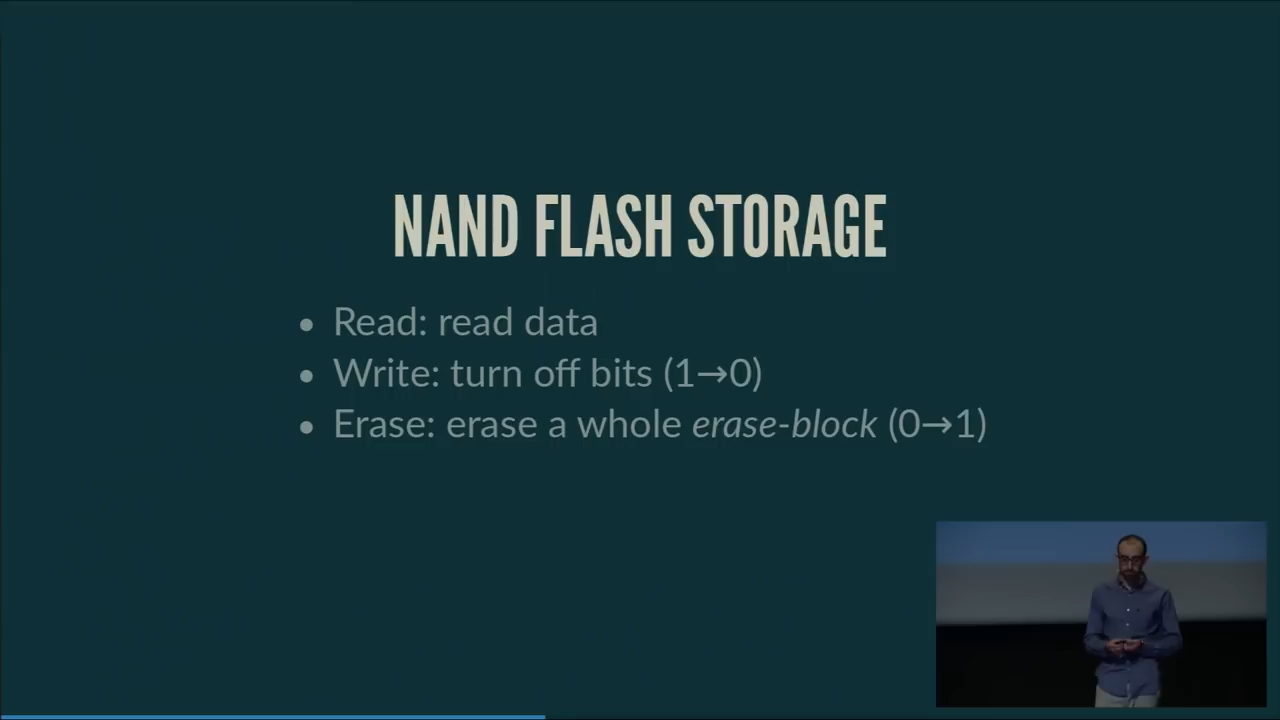 NAND FLASH STORAGE
• Read: read data
• Write: turn off bits (1→0)
• Erase: erase a whole erase-block (0→1)